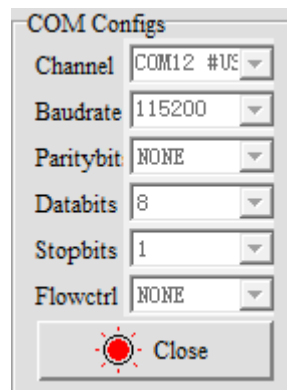 COM Configs
Channel COM12 #US
Baudrate 115200
Paritybit NONE
Databits 8
Stopbits 1
Flowctrl NONE
Close